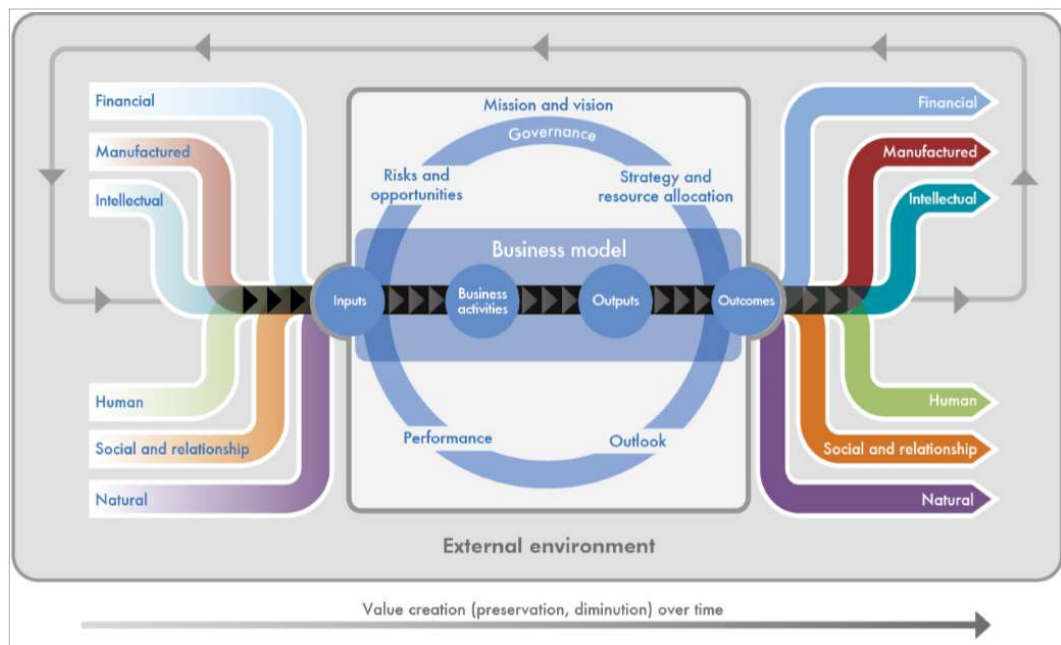 Financial
Manufactured
Intellectual
Human
Social and relationship
Natural
Mission and vision
Governance
Risks and
opportunities
Strategy and
resource allocation
Business model
Inputs
Business
activities
Outputs
Outcomes
Performance
Outlook
Financial
Manufactured
Intellectual
Human
Social and relationship
Natural
External environment
Value creation (preservation, diminution) over time